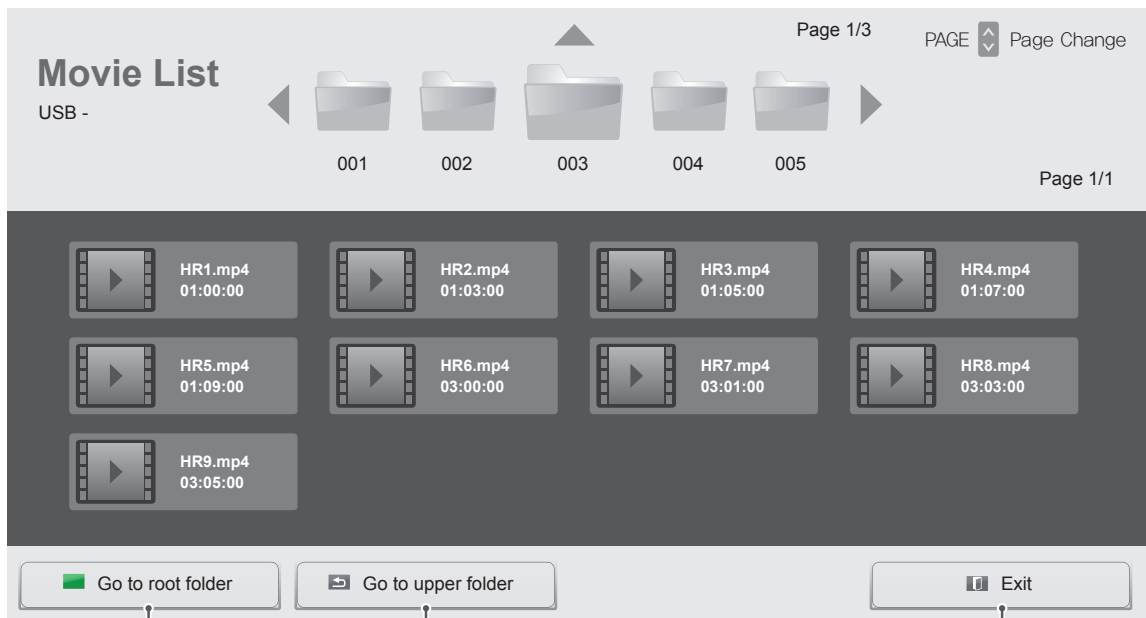 Page 1/3
PAGE Page Change
Movie List
USB -
001 002 003 004 005
Page 1/1
HR1.mp4
01:00:00
HR2.mp4
01:03:00
HR3.mp4
01:05:00
HR4.mp4
01:07:00
HR5.mp4
01:09:00
HR6.mp4
03:00:00
HR7.mp4
03:01:00
HR8.mp4
03:03:00
HR9.mp4
03:05:00
Go to root folder
Go to upper folder
Exit